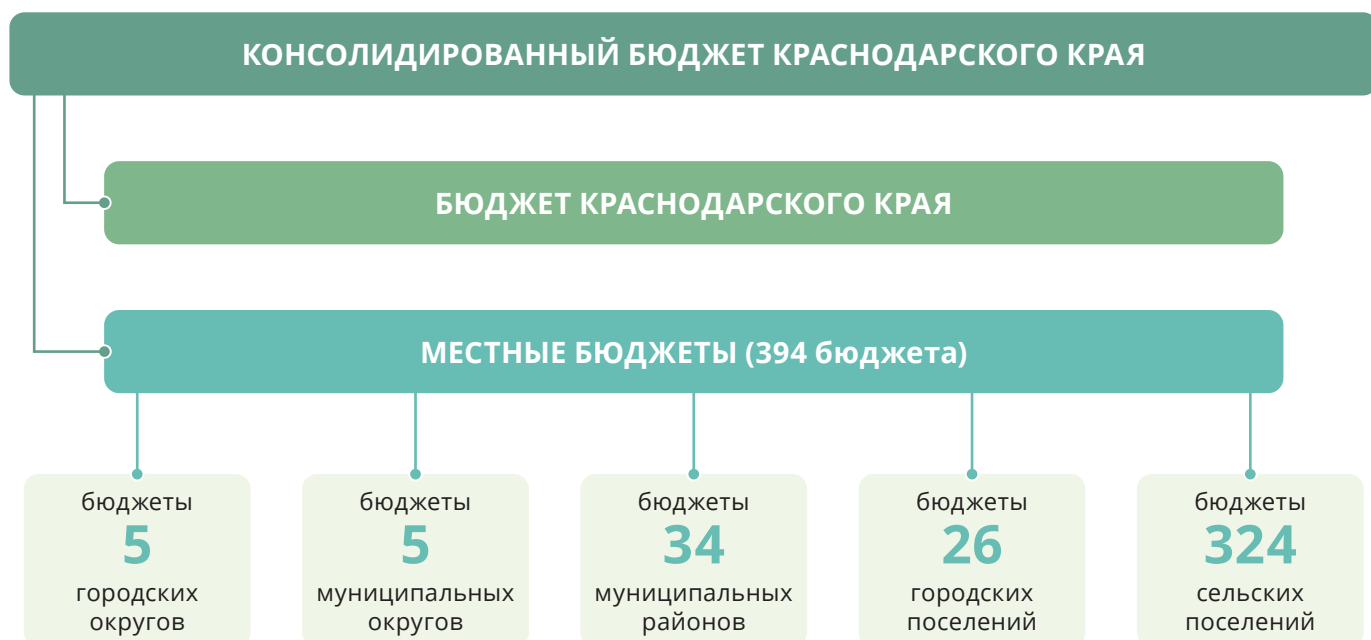 КОНСОЛИДИРОВАННЫЙ БЮДЖЕТ КРАСНОДАРСКОГО КРАЯ
БЮДЖЕТ КРАСНОДАРСКОГО КРАЯ
МЕСТНЫЕ БЮДЖЕТЫ (394 бюджета)
бюджеты
5
городских
округов
бюджеты
5
муниципальных
округов
бюджеты
34
муниципальных
районов
бюджеты
26
городских
поселений
бюджеты
324
сельских
поселений